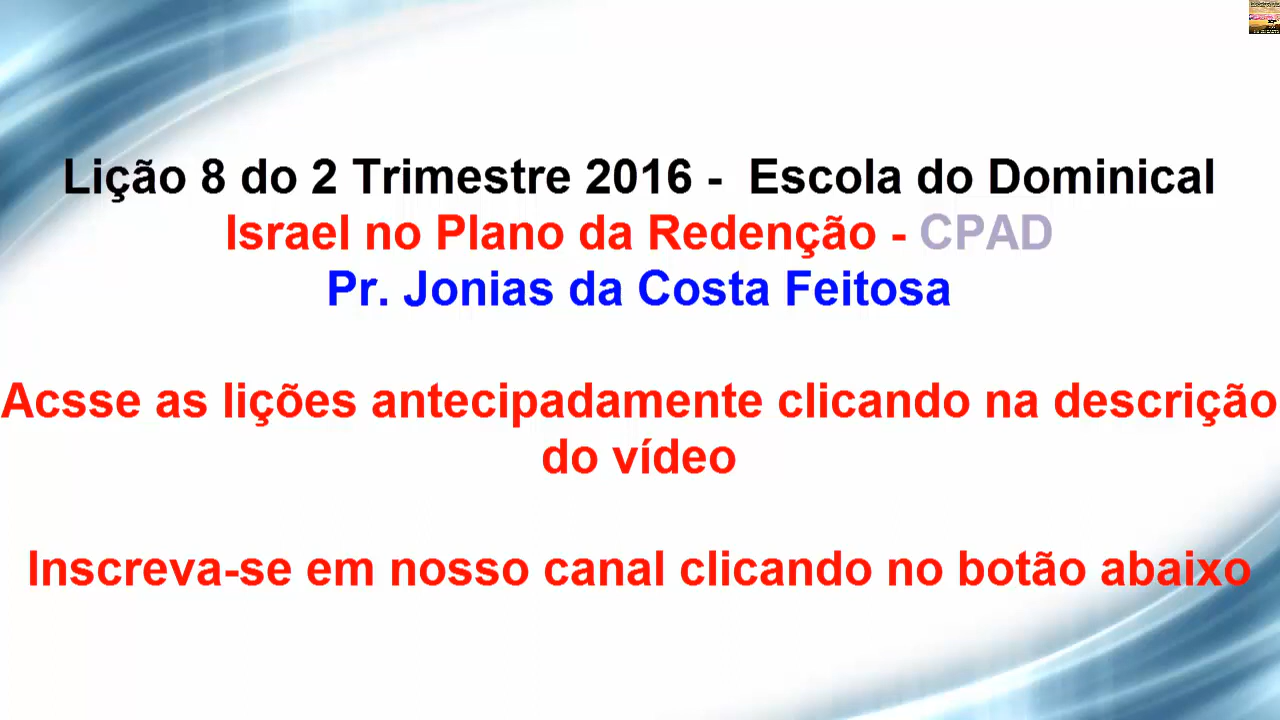 Lição 8 do 2 Trimestre 2016 -  Escola do Dominical
Israel no Plano da Redenção - CPAD
Pr. Jonias da Costa Feitosa
Acsse as lições antecipadamente clicando na descrição
do vídeo
Inscreva-se em nosso canal clicando no botão abaixo